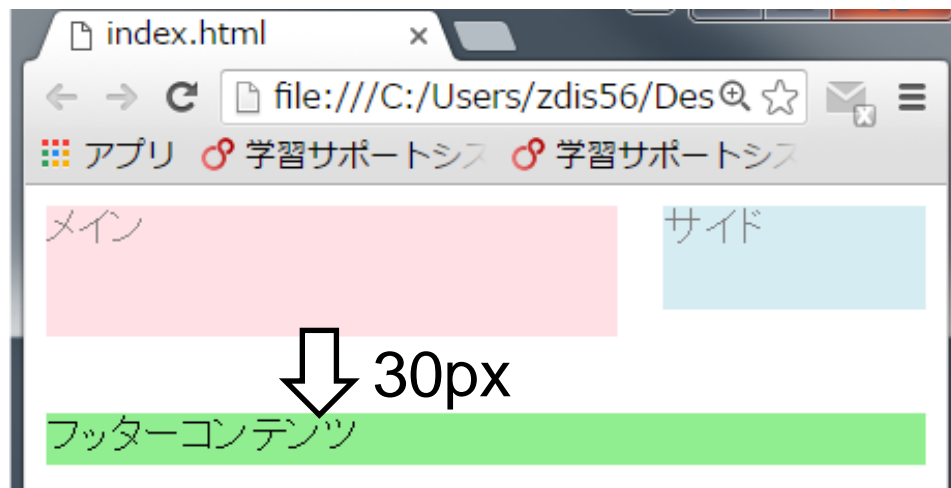 index.html
file:///C:/Users/zdis56/Des
アプリ 学習サポートシス 学習サポートシス
メイン サイド
30px
フッターコンテンツ